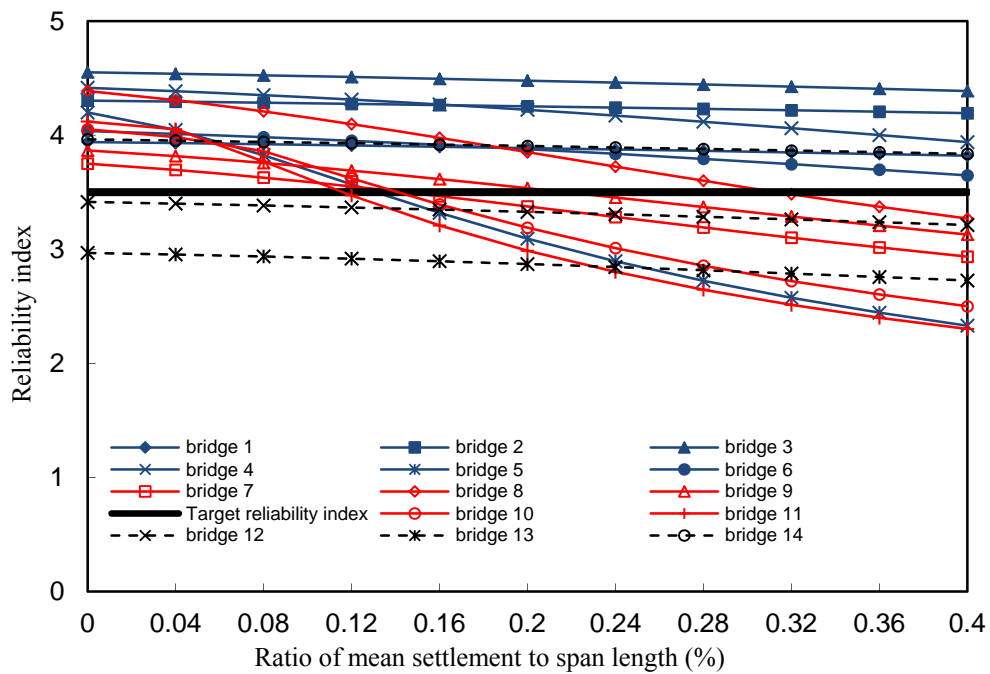 5
4
3
2
1
0
Reliability index
bridge 1 bridge 2 bridge 3
bridge 4 bridge 5 bridge 6
bridge 7 bridge 8 bridge 9
Target reliability index bridge 10 bridge 11
bridge 12 bridge 13 bridge 14
0 0.04 0.08 0.12 0.16 0.2 0.24 0.28 0.32 0.36 0.4
Ratio of mean settlement to span length (%)